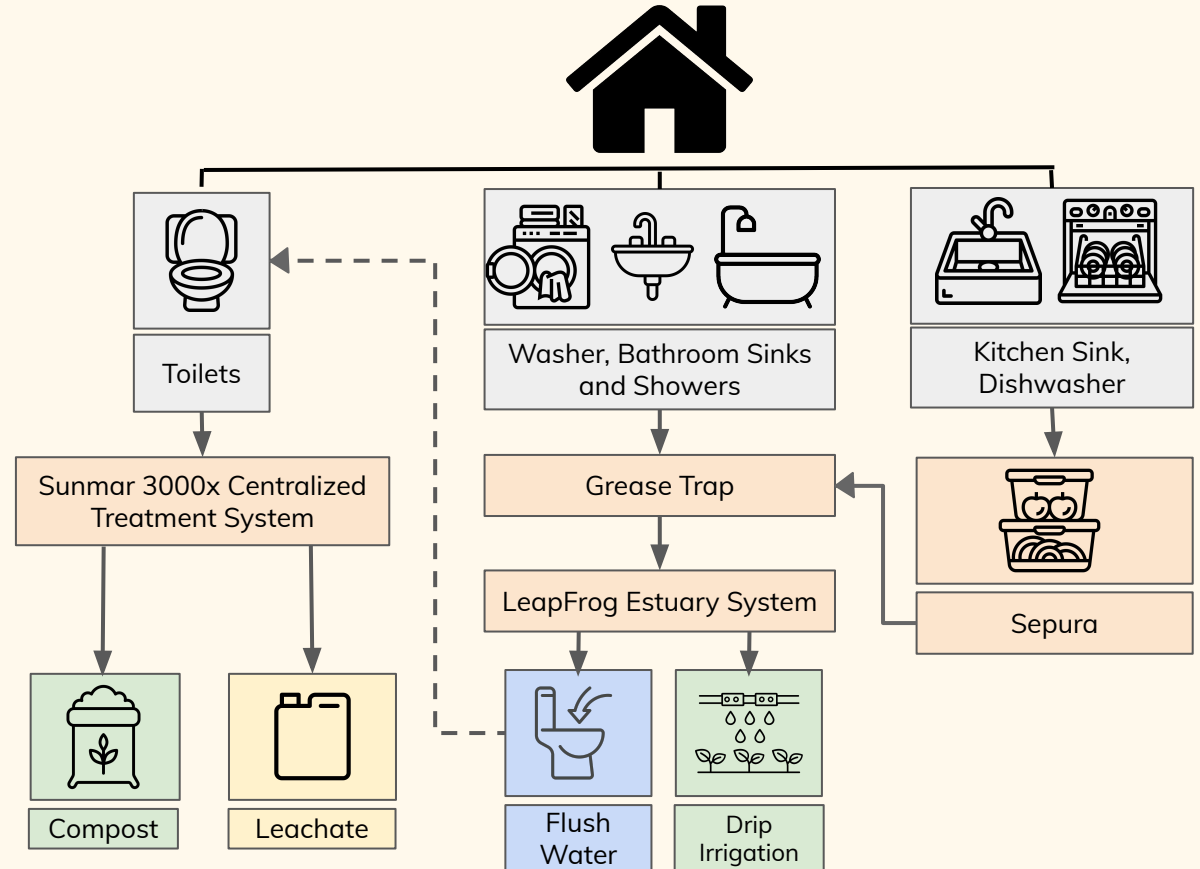 Toilets
Washer, Bathroom Sinks
and Showers
Kitchen Sink,
Dishwasher
Sunmar 3000x Centralized
Treatment System
Grease Trap
LeapFrog Estuary System
Sepura
Compost
Leachate
Flush
Water
Drip
Irrigation